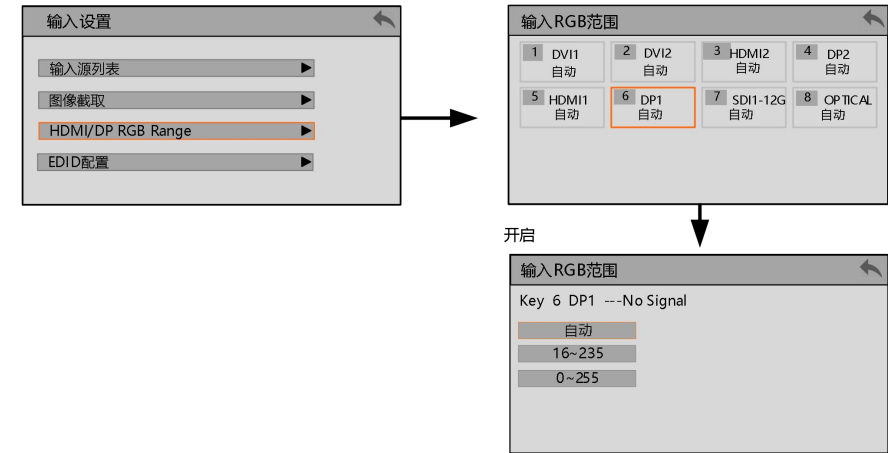 输入设置
输入源列表
图像截取
HDMI/DP RGB Range
EDID配置
输入RGB范围
1 DVI1
自动
2 DVI2
自动
3 HDMI2
自动
4 DP2
自动
5 HDMI1
自动
6 DP1
自动
7 SDI1-12G
自动
8 OPTICAL
自动
开启
输入RGB范围
Key 6 DP1 ---No Signal
自动
16~235
0~255